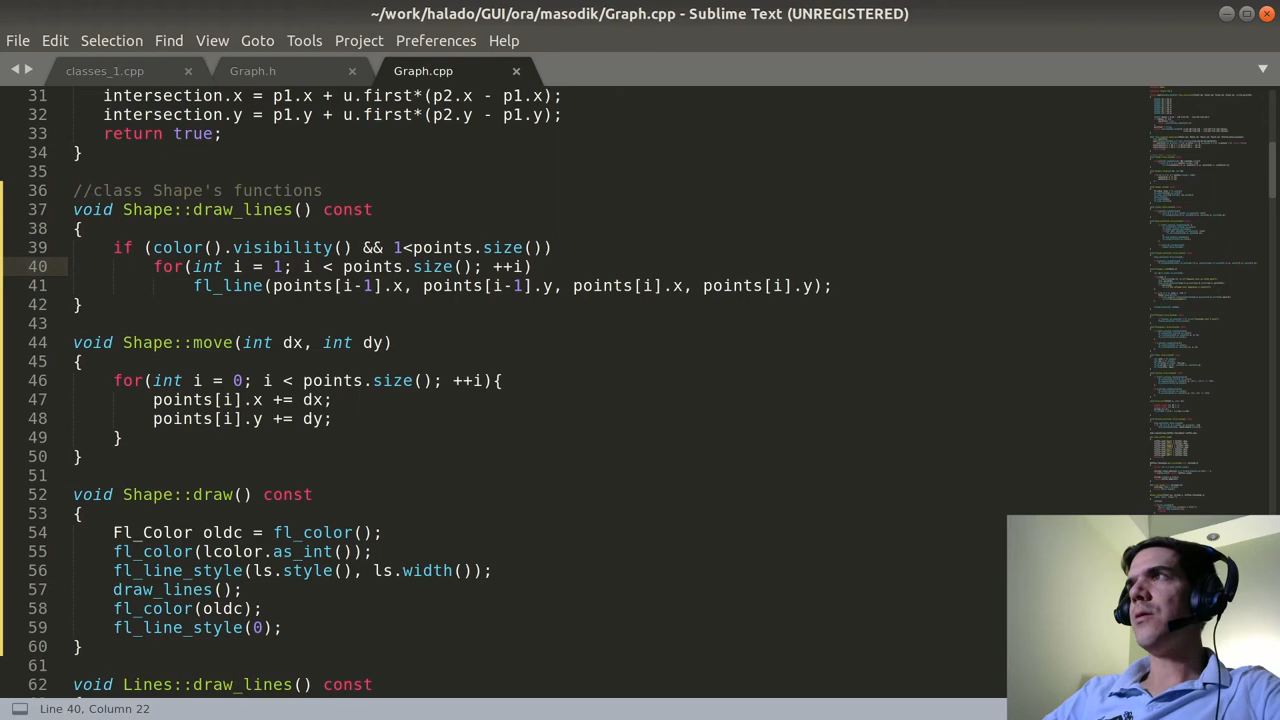 ~/work/halado/GUI/ora/masodik/Graph.cpp - Sublime Text (UNREGISTERED)
File Edit Selection Find View Goto Tools Project Preferences Help
classes_1.cpp × Graph.h × Graph.cpp ×
31 intersection.x = p1.x + u.first*(p2.x - p1.x);
32 intersection.y = p1.y + u.first*(p2.y - p1.y);
33 return true;
34 }
35
36 //class Shape's functions
37 void Shape::draw_lines() const
38 {
39 if (color().visibility() && 1<points.size())
40 for(int i = 1; i < points.size(); ++i)
41 fl_line(points[i-1].x, points[i-1].y, points[i].x, points[i].y);
42 }
43
44 void Shape::move(int dx, int dy)
45 {
46 for(int i = 0; i < points.size(); ++i){
47 points[i].x += dx;
48 points[i].y += dy;
49 }
50 }
51
52 void Shape::draw() const
53 {
54 Fl_Color oldc = fl_color();
55 fl_color(lcolor.as_int());
56 fl_line_style(ls.style(), ls.width());
57 draw_lines();
58 fl_color(oldc);
59 fl_line_style(0);
60 }
61
62 void Lines::draw_lines() const
Line 40, Column 22